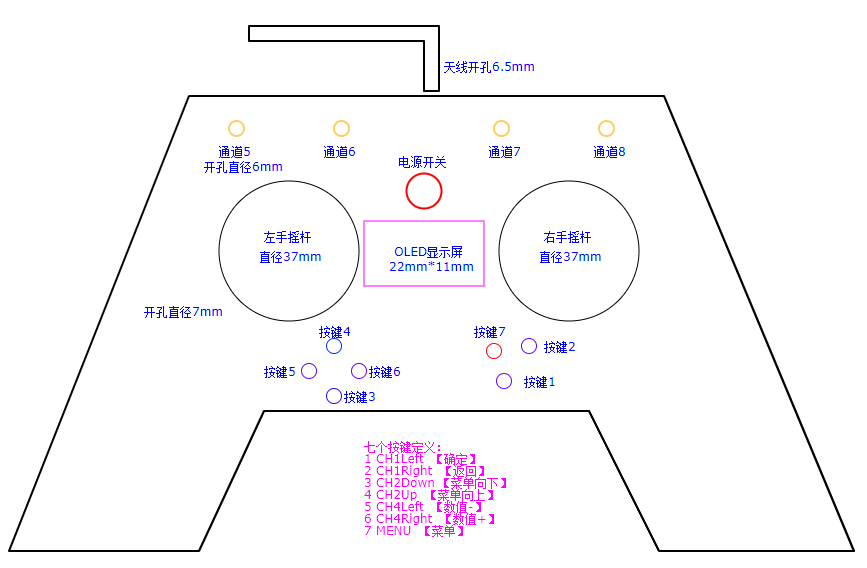 天线开孔6.5mm
通道5
通道6
通道7
通道8
开孔直径6mm
电源开关
左手摇杆
直径37mm
OLED显示屏
22mm*11mm
右手摇杆
直径37mm
开孔直径7mm
按键4
按键7
按键2
按键5
按键6
按键1
按键3
七个按键定义:
1 CH1Left 【确定】
2 CH1Right 【返回】
3 CH2Down【菜单向下】
4 CH2Up 【菜单向上】
5 CH4Left 【数值-】
6 CH4Right 【数值+】
7 MENU 【菜单】